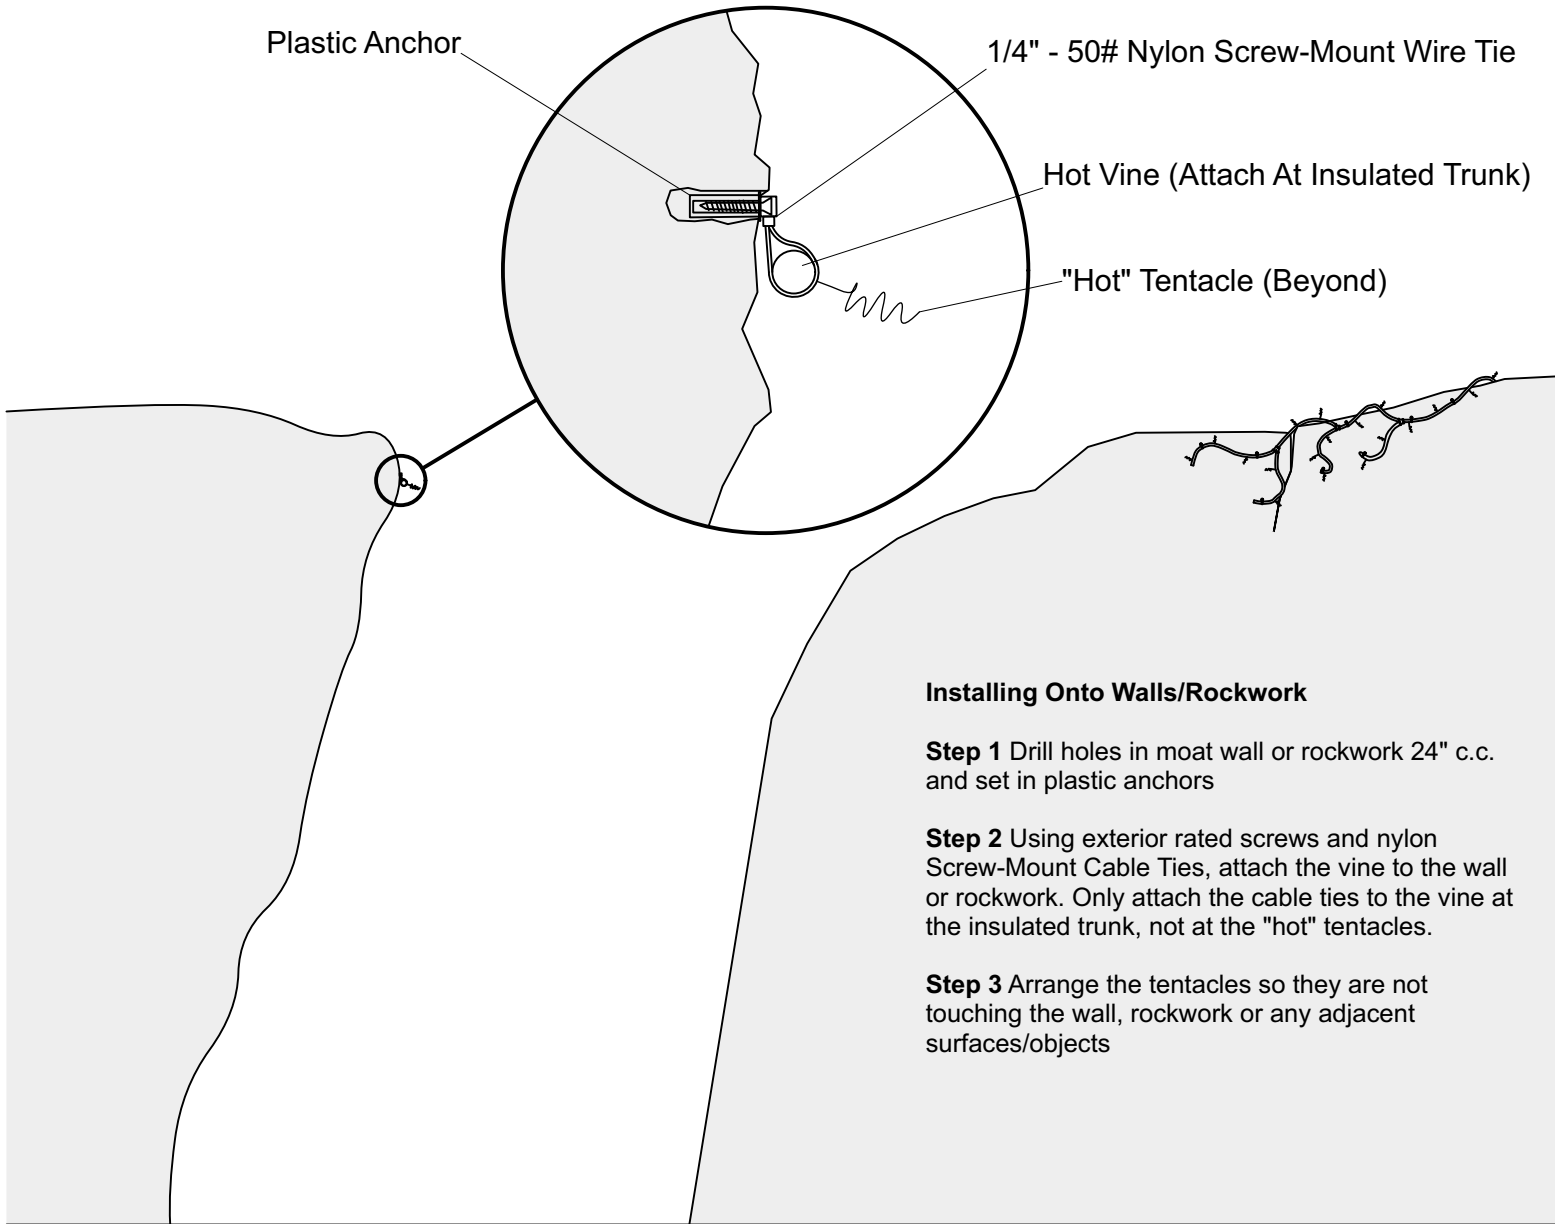 Plastic Anchor
1/4" - 50# Nylon Screw-Mount Wire Tie
Hot Vine (Attach At Insulated Trunk)
"Hot" Tentacle (Beyond)
Installing Onto Walls/Rockwork
Step 1 Drill holes in moat wall or rockwork 24" c.c.
and set in plastic anchors
Step 2 Using exterior rated screws and nylon
Screw-Mount Cable Ties, attach the vine to the wall
or rockwork. Only attach the cable ties to the vine at
the insulated trunk, not at the "hot" tentacles.
Step 3 Arrange the tentacles so they are not
touching the wall, rockwork or any adjacent
surfaces/objects